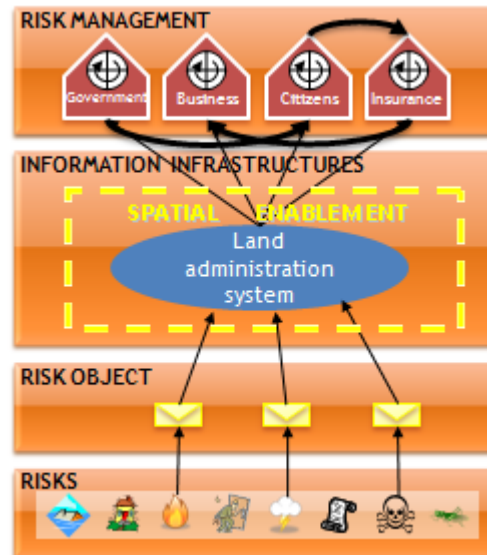 RISK MANAGEMENT
Government Business Citizens Insurance
INFORMATION INFRASTRUCTURES
SPATIAL ENABLEMENT
Land
administration
system
RISK OBJECT
RISKS